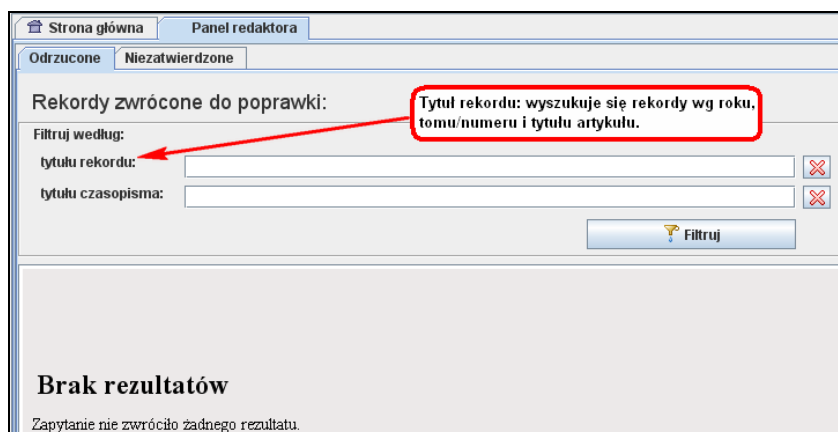 Strona główna Panel redaktora
Odrzucone Niezatwierdzone
Rekordy zwrócone do poprawki:
Tytuł rekordu: wyszukuje się rekordy wg roku,
tomu/numeru i tytułu artykułu.
Filtruj według:
tytułu rekordu:
tytułu czasopisma:
Filtruj
Brak rezultatów
Zapytanie nie zwróciło żadnego rezultatu.